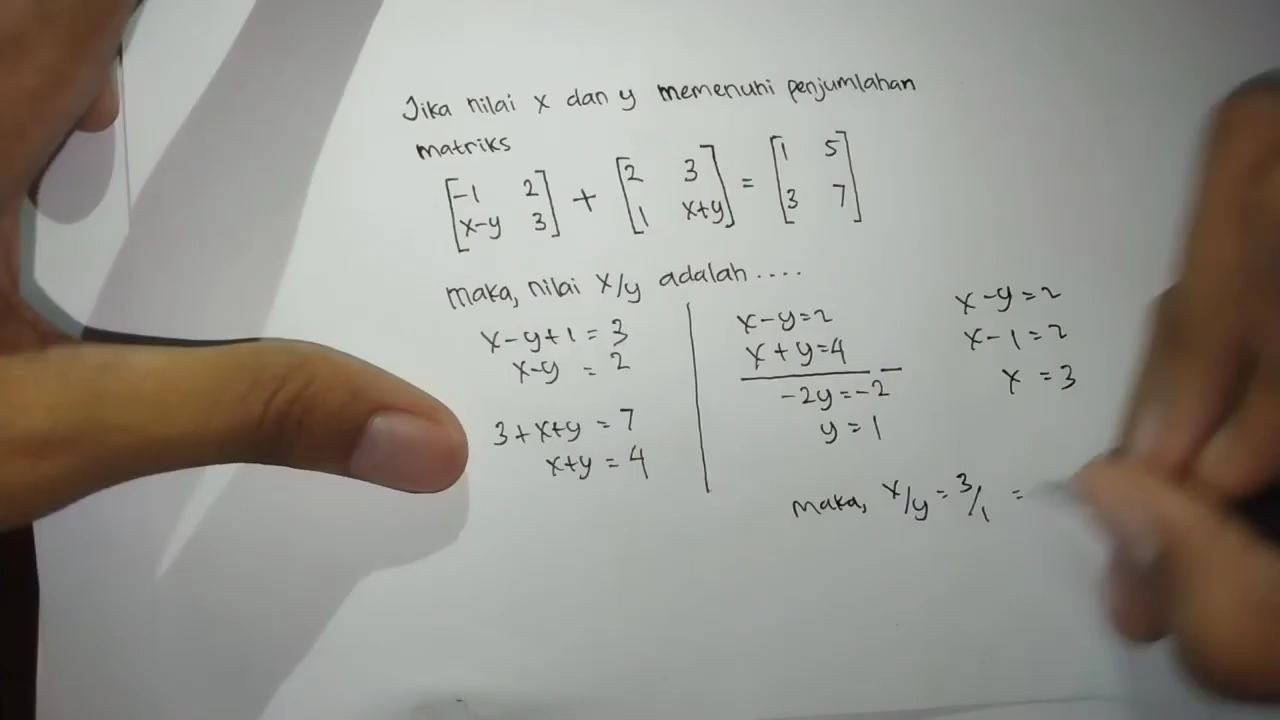 Jika nilai x dan y memenuhi penjumlahan
matriks
[-1 2] + [2 3] = [1 5]
[x-y 3] [1 x+y] [3 7]
maka, nilai x/y adalah ....
x-y+1 = 3
x-y = 2
3+x+y = 7
x+y = 4
x-y=2
x+y=4
-
-2y=-2
y=1
x-y=2
x-1=2
x=3
maka, x/y = 3/1 =